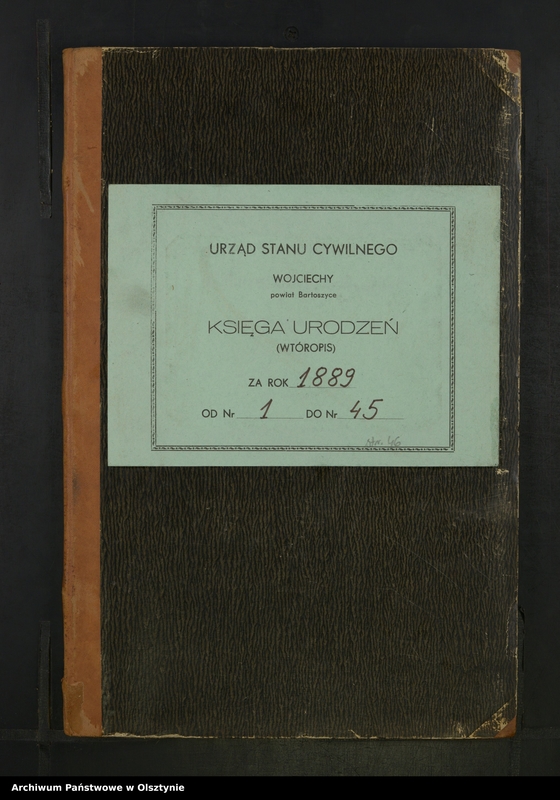 URZĄD STANU CYWILNEGO
WOJCIECHY
powiat Bartoszyce
KSIĘGA URODZEŃ
(WTÓROPIS)
ZA ROK 1889
OD Nr 1 DO Nr 45
46
Archiwum Państwowe w Olsztynie